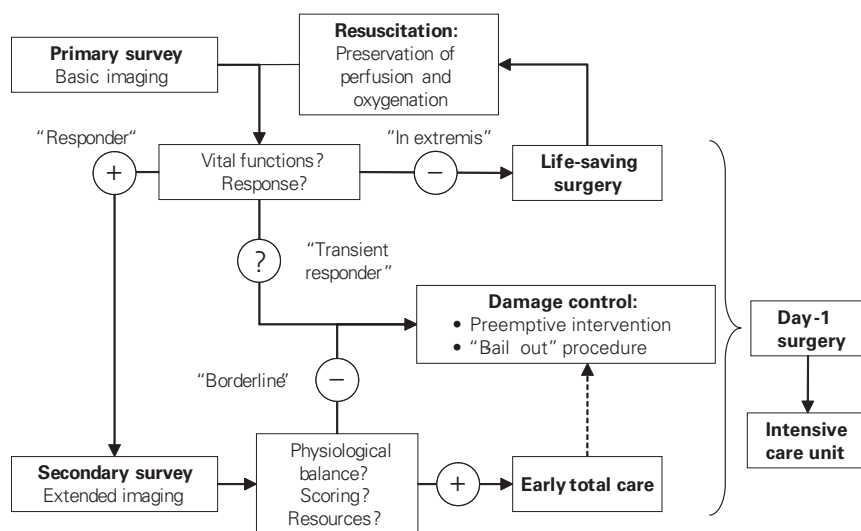 Primary survey
Basic imaging
Resuscitation:
Preservation of
perfusion and
oxygenation
“Responder“
+
Vital functions?
Response?
“In extremis”
−
Life-saving
surgery
?
“Transient
responder”
Damage control:
• Preemptive intervention
• “Bail out” procedure
Day-1
surgery
“Borderline”
−
Intensive
care unit
Secondary survey
Extended imaging
Physiological
balance?
Scoring?
Resources?
+
Early total care